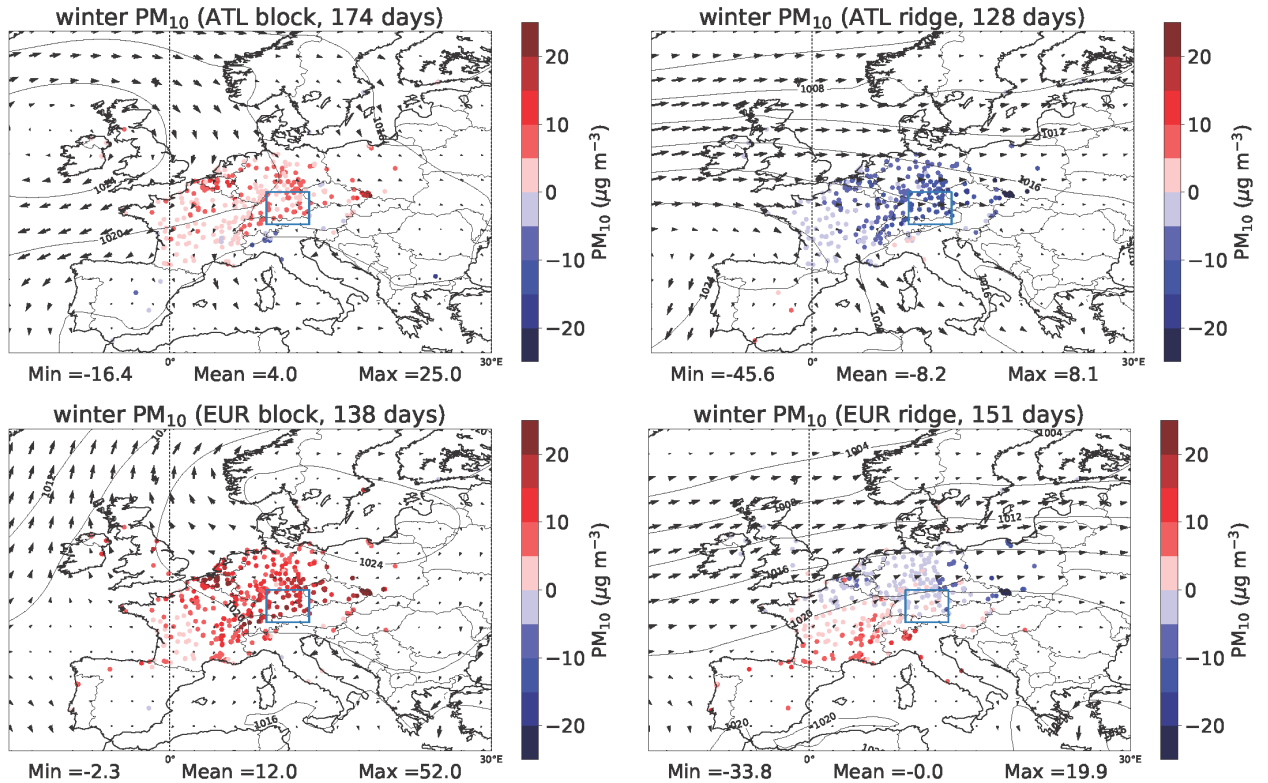 winter PM₁₀ (ATL block, 174 days)
20
10
0
−10
−20
PM₁₀ (μg m⁻³)
1020
0°
30°E
Min =-16.4 Mean =4.0 Max =25.0
winter PM₁₀ (ATL ridge, 128 days)
1008
1012
1016
1016
20
10
0
−10
−20
PM₁₀ (μg m⁻³)
0°
30°E
Min =-45.6 Mean =-8.2 Max =8.1
winter PM₁₀ (EUR block, 138 days)
1012
1024
1016
20
10
0
−10
−20
PM₁₀ (μg m⁻³)
0°
30°E
Min =-2.3 Mean =12.0 Max =52.0
winter PM₁₀ (EUR ridge, 151 days)
1004
1004
1008
1012
1016
1020
1020
1020
20
10
0
−10
−20
PM₁₀ (μg m⁻³)
0°
30°E
Min =-33.8 Mean =-0.0 Max =19.9